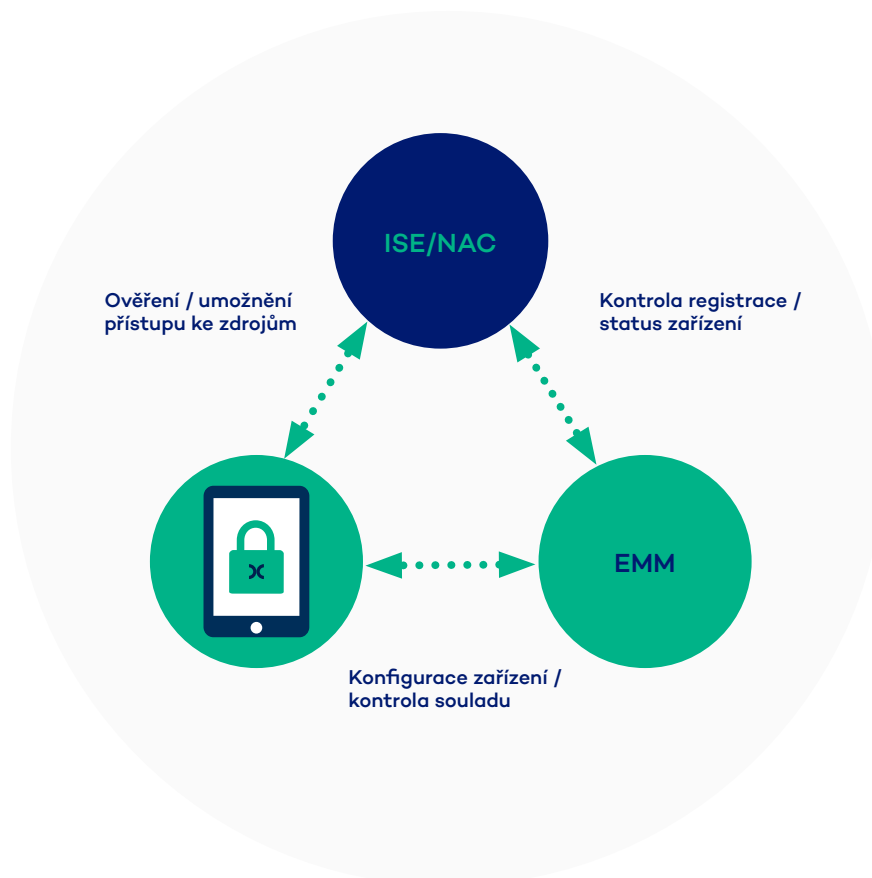 ISE/NAC
Ověření / umožnění
přístupu ke zdrojům
Kontrola registrace /
status zařízení
EMM
Konfigurace zařízení /
kontrola souladu